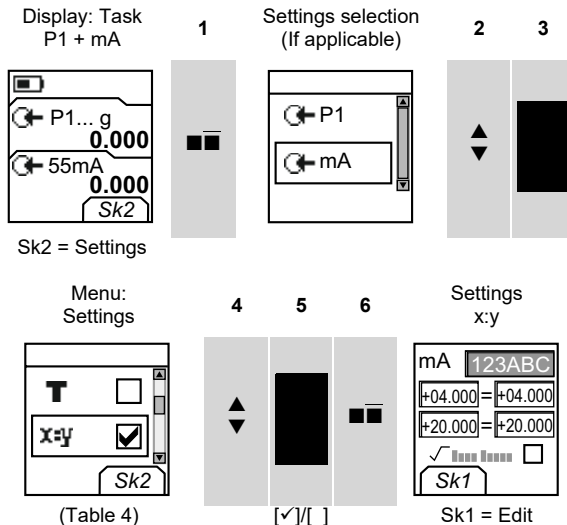 Display: Task
P1 + mA
1
Settings selection
(If applicable)
2
3
P1... g
0.000
55mA
0.000
Sk2
P1
mA
Sk2 = Settings
Menu:
Settings
4
5
6
Settings
x:y
T
x:y
Sk2
mA 123ABC
+04.000 = +04.000
+20.000 = +20.000
√
Sk1
(Table 4)
[✓]/[ ]
Sk1 = Edit